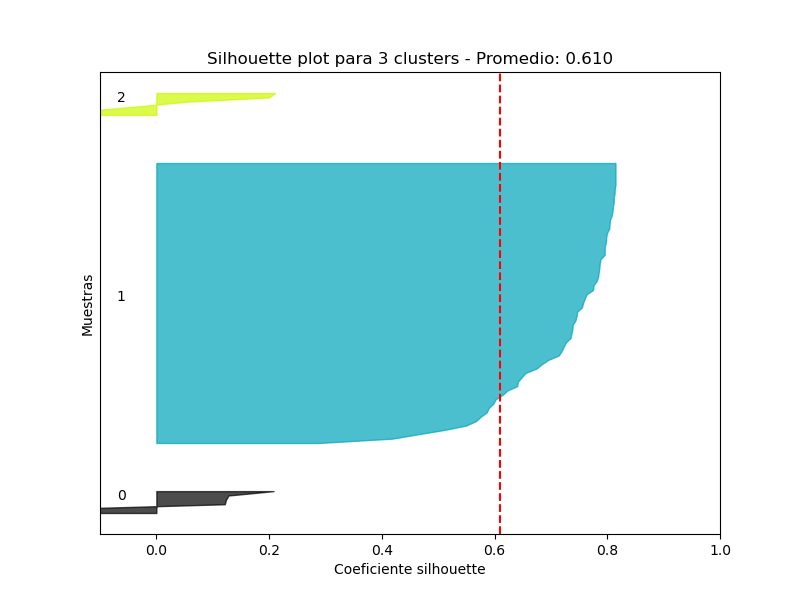 Silhouette plot para 3 clusters - Promedio: 0.610
2
1
0
Muestras
0.0 0.2 0.4 0.6 0.8 1.0
Coeficiente silhouette